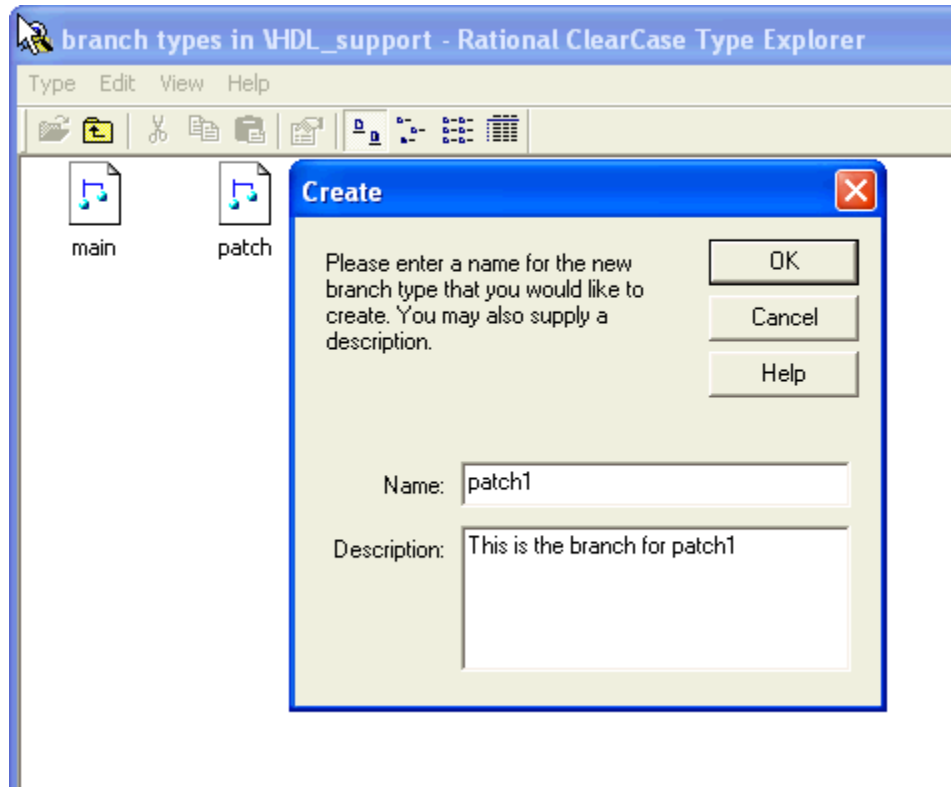 branch types in \HDL_support - Rational ClearCase Type Explorer
Type Edit View Help
main
patch
Create
Please enter a name for the new
branch type that you would like to
create. You may also supply a
description.
OK
Cancel
Help
Name: patch1
Description: This is the branch for patch1